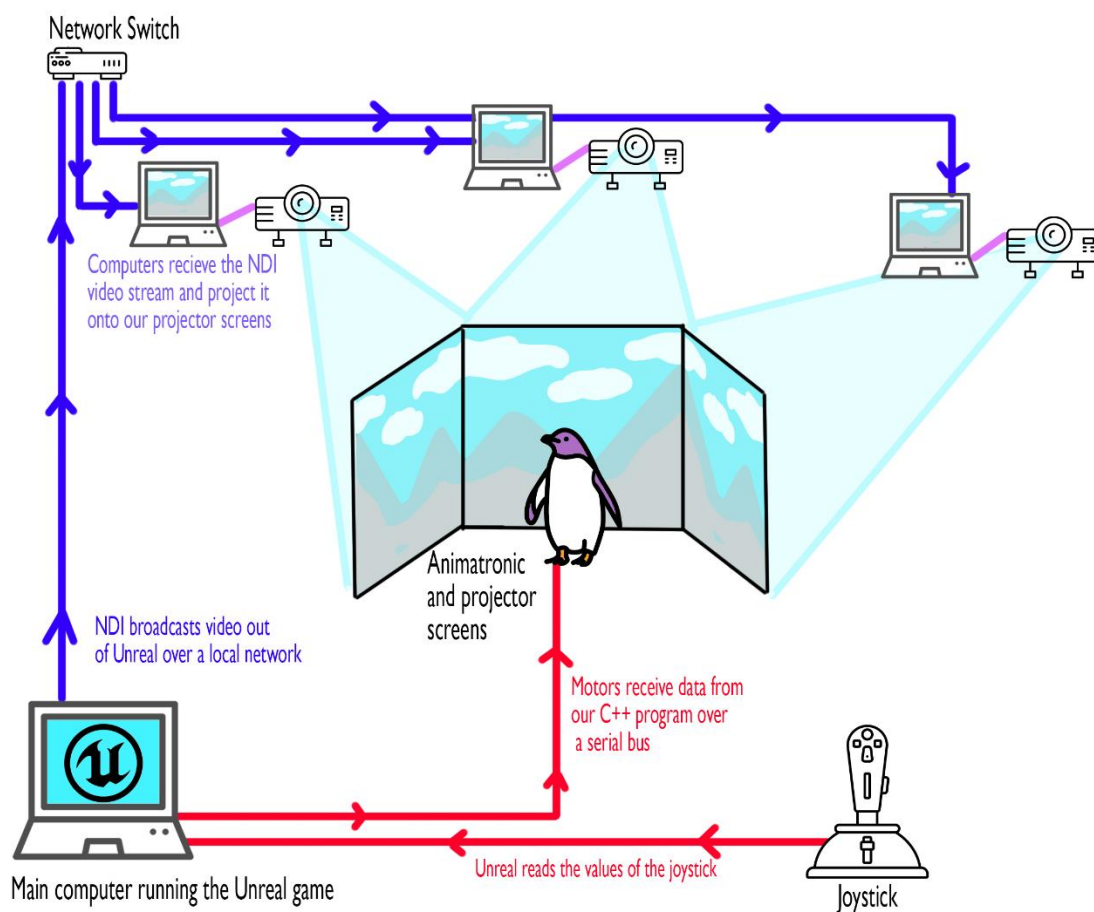 Network Switch
Computers recieve the NDI
video stream and project it
onto our projector screens
Animatronic
and projector
screens
NDI broadcasts video out
of Unreal over a local network
Motors receive data from
our C++ program over
a serial bus
Unreal reads the values of the joystick
Main computer running the Unreal game
Joystick